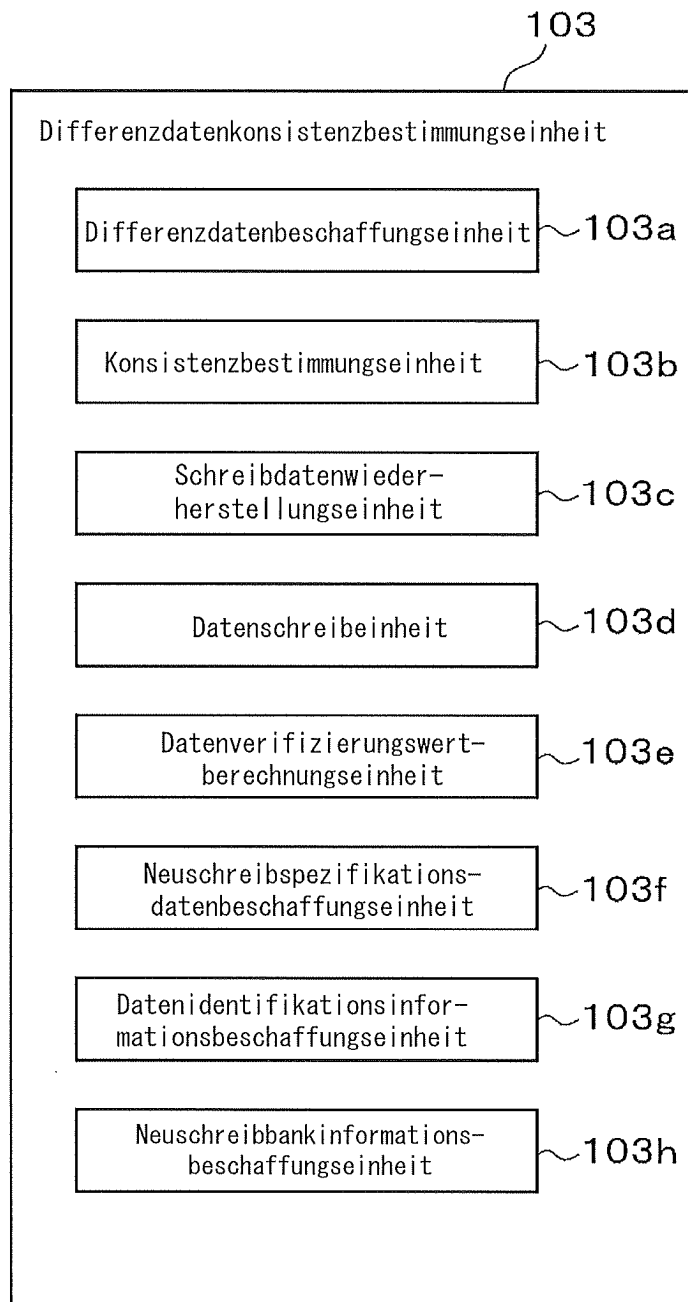 103
Differenzdatenkonsistenzbestimmungseinheit
Differenzdatenbeschaffungseinheit
103a
Konsistenzbestimmungseinheit
103b
Schreibdatenwieder-
herstellungseinheit
103c
Datenschreibeinheit
103d
Datenverifizierungswert-
berechnungseinheit
103e
Neuschreibspezifikations-
datenbeschaffungseinheit
103f
Datenidentifikationsinfor-
mationsbeschaffungseinheit
103g
Neuschreibbankinformations-
beschaffungseinheit
103h